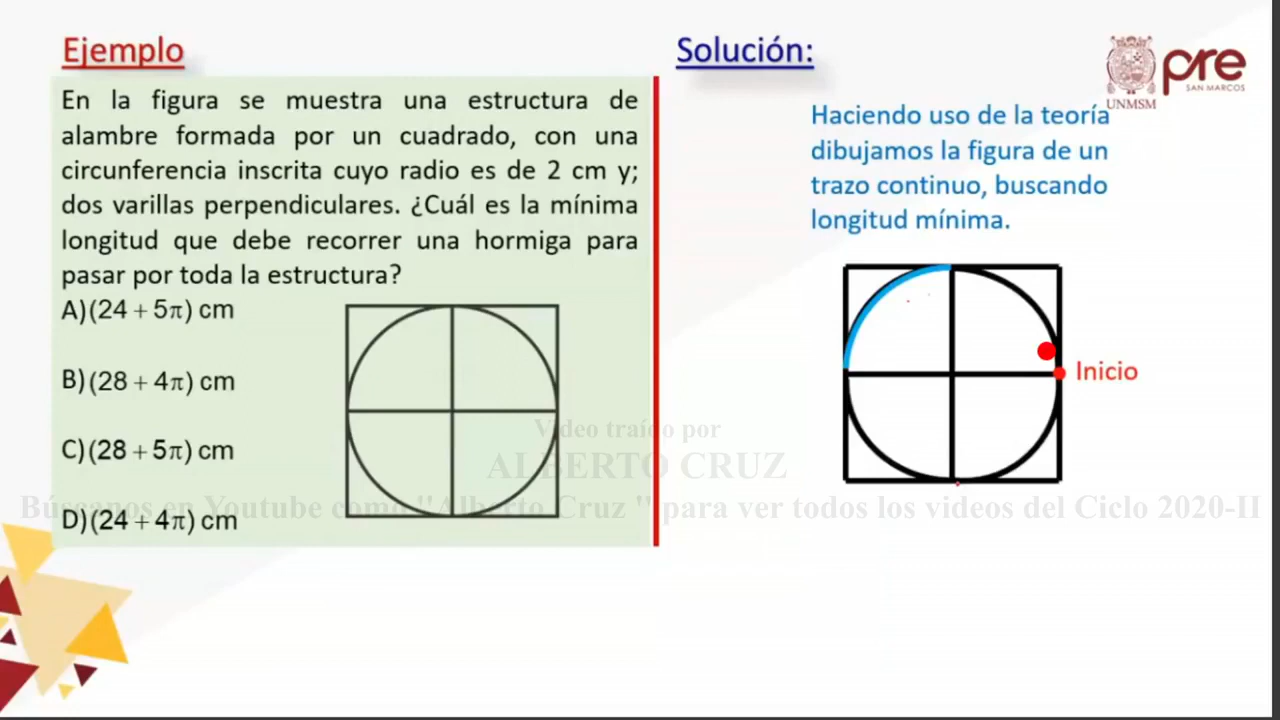 Ejemplo
En la figura se muestra una estructura de
alambre formada por un cuadrado, con una
circunferencia inscrita cuyo radio es de 2 cm y;
dos varillas perpendiculares. ¿Cuál es la mínima
longitud que debe recorrer una hormiga para
pasar por toda la estructura?
A)(24 + 5π) cm
B)(28 + 4π) cm
C)(28 + 5π) cm
D)(24 + 4π) cm
Solución:
pre
SAN MARCOS
UNMSM
Haciendo uso de la teoría
dibujamos la figura de un
trazo continuo, buscando
longitud mínima.
Inicio
Video traído por
ALBERTO CRUZ
Búscanos en Youtube como "Alberto Cruz " para ver todos los videos del Ciclo 2020-II